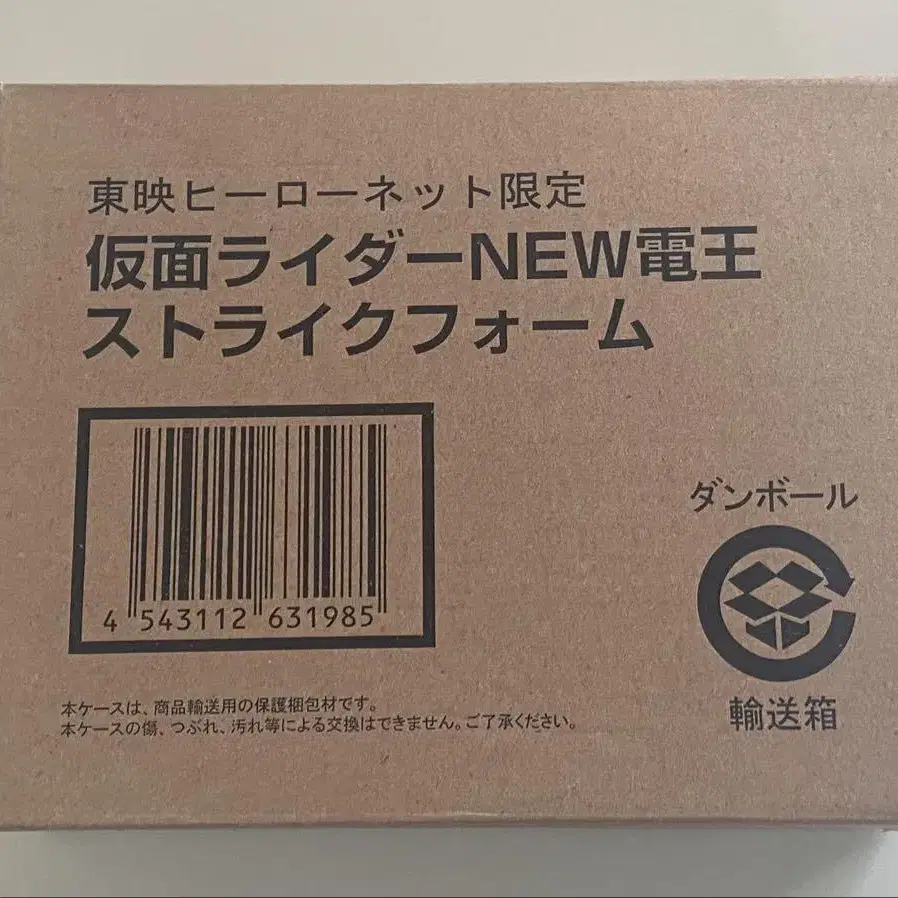 東映ヒーローネット限定
仮面ライダーNEW電王
ストライクフォーム
4 543112 631985
ダンボール
輸送箱
本ケースは、商品輸送用の保護梱包材です。
本ケースの傷、つぶれ、汚れ等による交換はできません。ご了承ください。